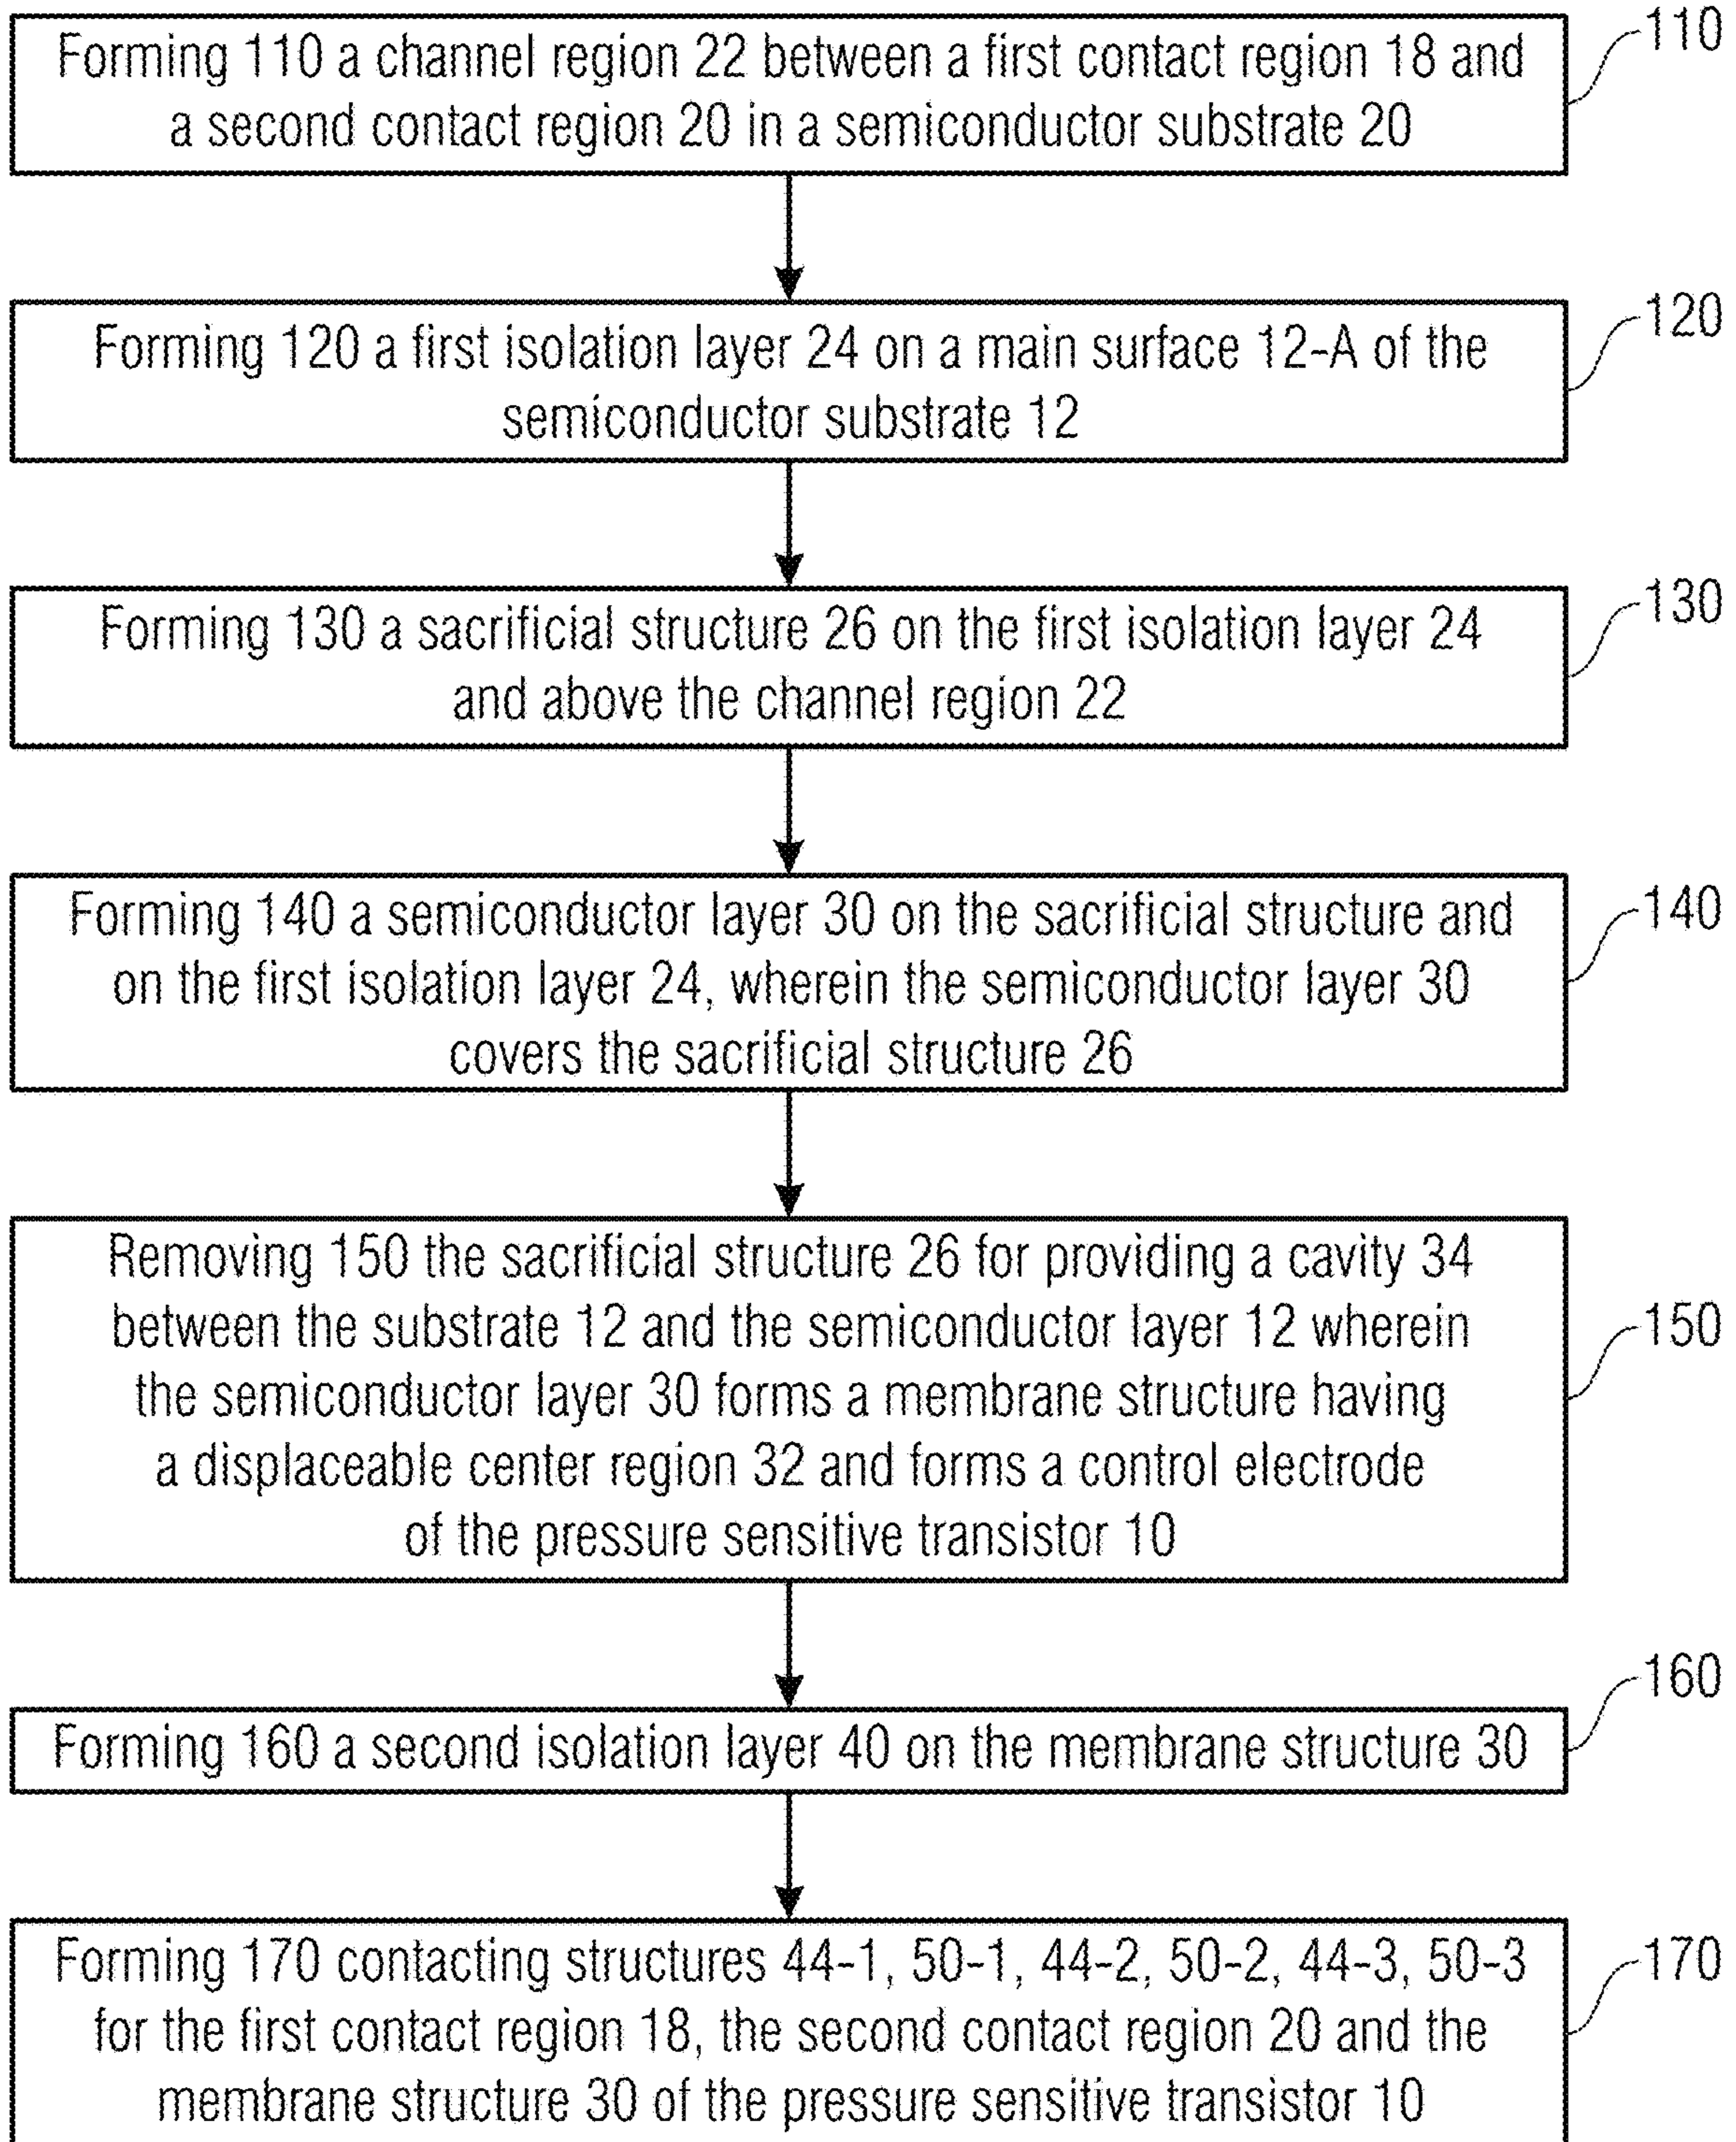 Forming 110 a channel region 22 between a first contact region 18 and
a second contact region 20 in a semiconductor substrate 20
110
Forming 120 a first isolation layer 24 on a main surface 12-A of the
semiconductor substrate 12
120
Forming 130 a sacrificial structure 26 on the first isolation layer 24
and above the channel region 22
130
Forming 140 a semiconductor layer 30 on the sacrificial structure and
on the first isolation layer 24, wherein the semiconductor layer 30
covers the sacrificial structure 26
140
Removing 150 the sacrificial structure 26 for providing a cavity 34
between the substrate 12 and the semiconductor layer 12 wherein
the semiconductor layer 30 forms a membrane structure having
a displaceable center region 32 and forms a control electrode
of the pressure sensitive transistor 10
150
Forming 160 a second isolation layer 40 on the membrane structure 30
160
Forming 170 contacting structures 44-1, 50-1, 44-2, 50-2, 44-3, 50-3
for the first contact region 18, the second contact region 20 and the
membrane structure 30 of the pressure sensitive transistor 10
170